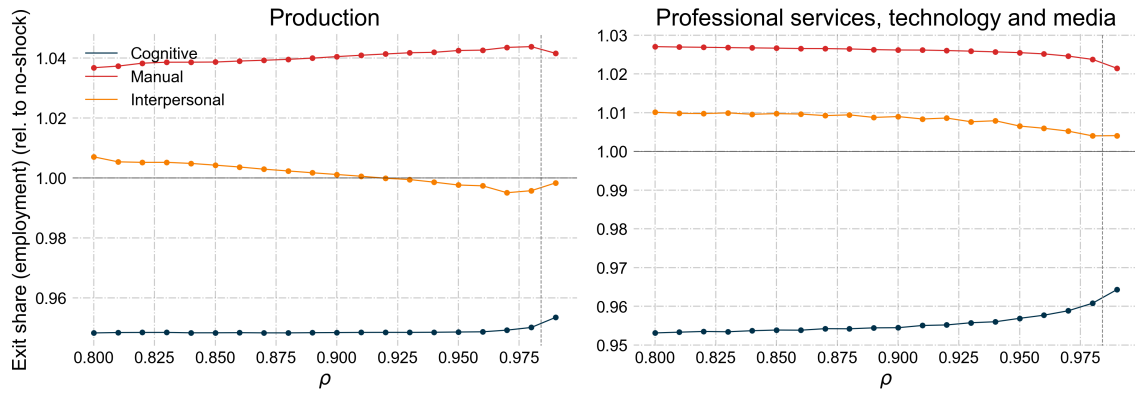 Production
Exit share (employment) (rel. to no-shock)
1.04
1.02
1.00
0.98
0.96
Cognitive
Manual
Interpersonal
0.800 0.825 0.850 0.875 0.900 0.925 0.950 0.975
ρ
Professional services, technology and media
1.03
1.02
1.01
1.00
0.99
0.98
0.97
0.96
0.95
0.800 0.825 0.850 0.875 0.900 0.925 0.950 0.975
ρ